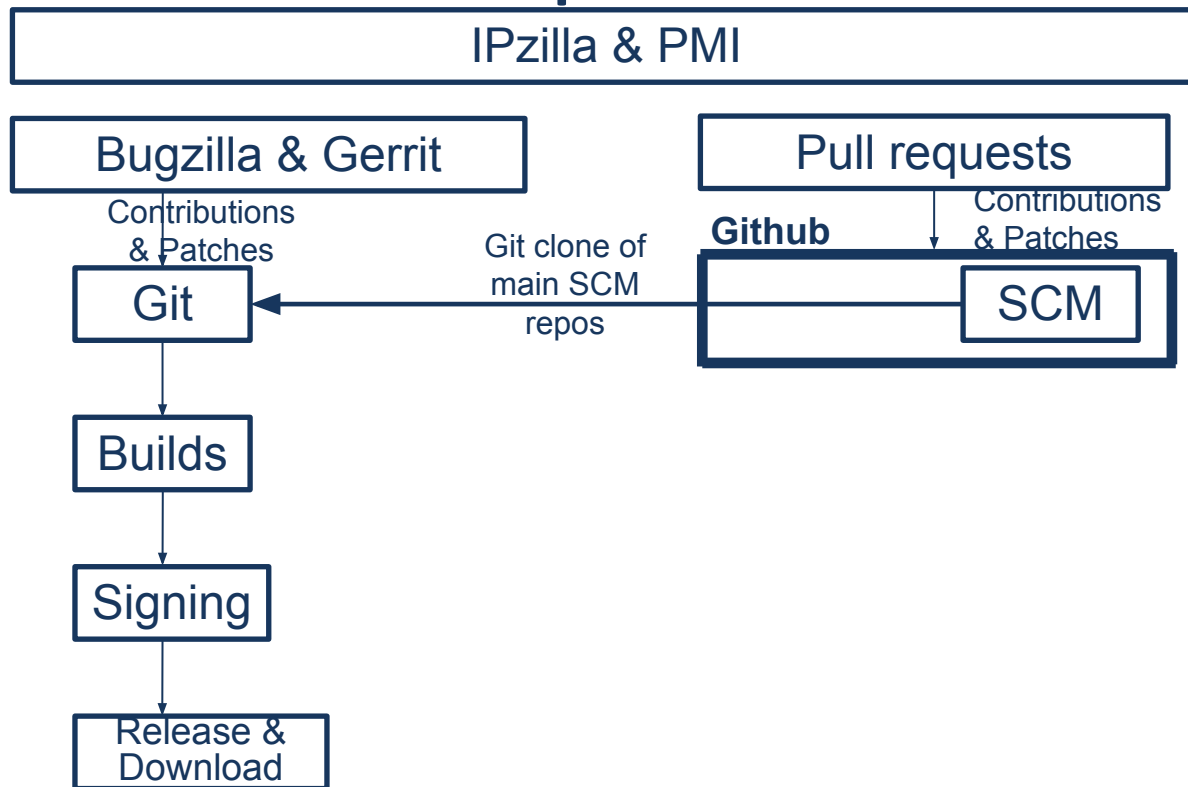 IPzilla & PMI
Bugzilla & Gerrit
Pull requests
Contributions
& Patches
Contributions
& Patches
Github
Git clone of
main SCM
repos
Git
SCM
Builds
Signing
Release &
Download